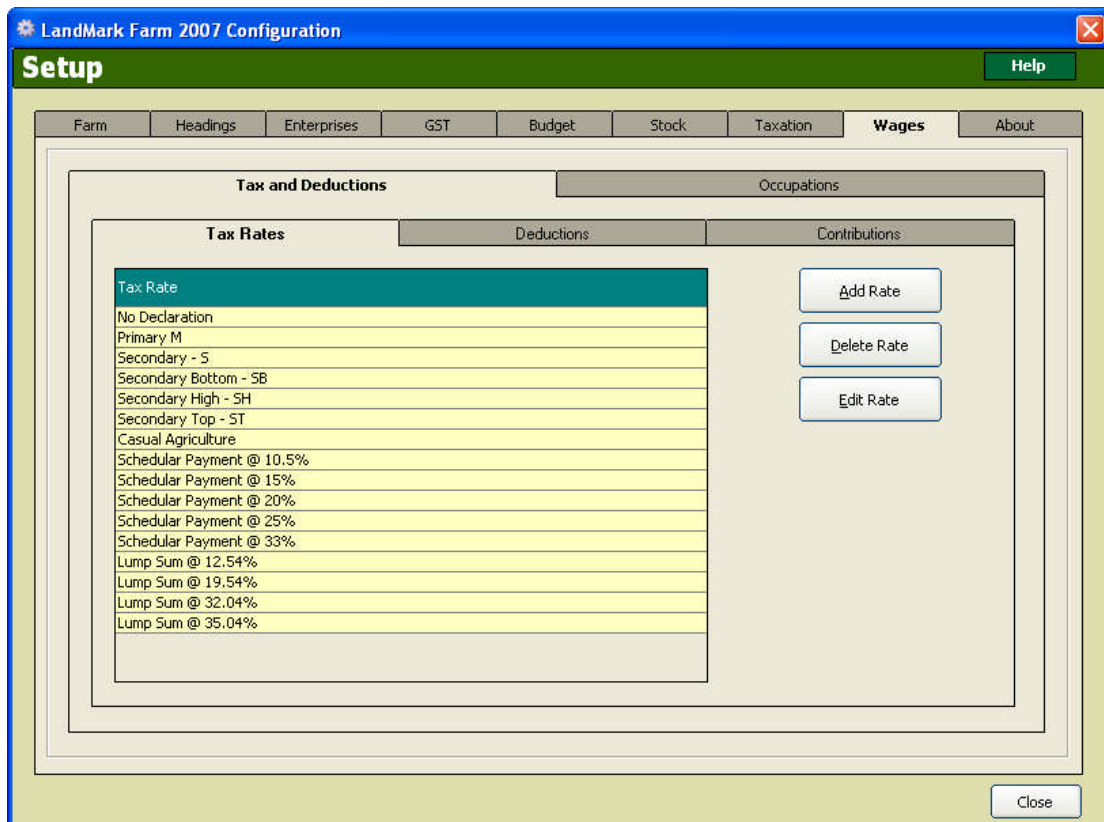 LandMark Farm 2007 Configuration
Setup
Help
Farm Headings Enterprises GST Budget Stock Taxation Wages About
Tax and Deductions Occupations
Tax Rates Deductions Contributions
Tax Rate
No Declaration
Primary M
Secondary - S
Secondary Bottom - SB
Secondary High - SH
Secondary Top - ST
Casual Agriculture
Schedular Payment @ 10.5%
Schedular Payment @ 15%
Schedular Payment @ 20%
Schedular Payment @ 25%
Schedular Payment @ 33%
Lump Sum @ 12.54%
Lump Sum @ 19.54%
Lump Sum @ 32.04%
Lump Sum @ 35.04%
Add Rate
Delete Rate
Edit Rate
Close